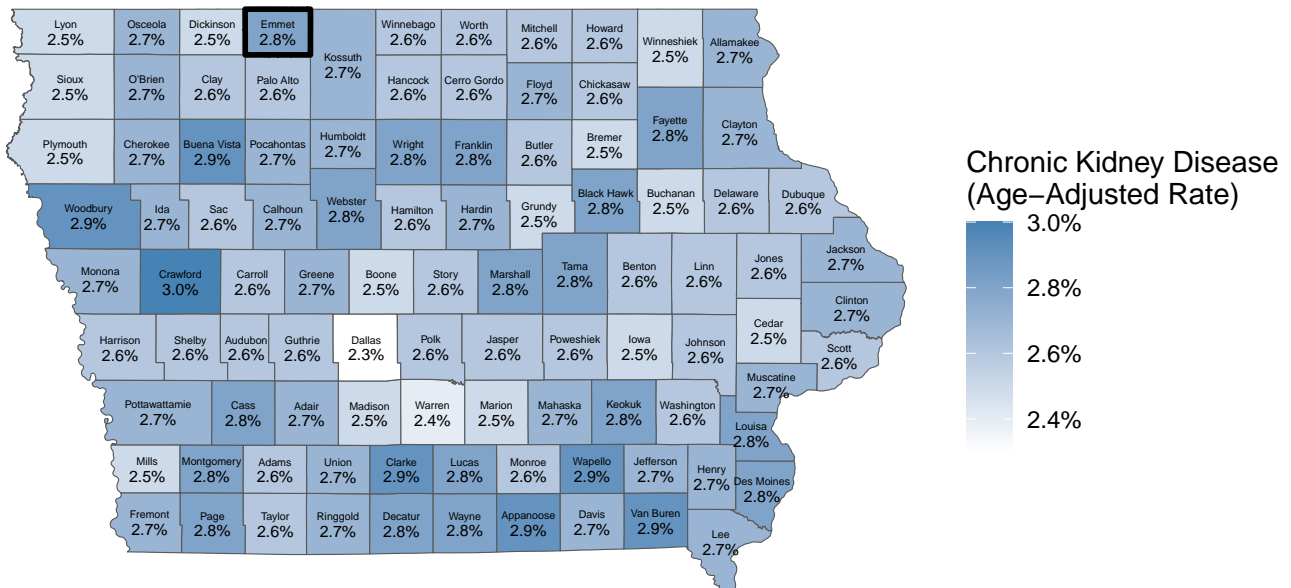 Lyon
2.5%
Osceola
2.7%
Dickinson
2.5%
Emmet
2.8%
Kossuth
2.7%
Winnebago
2.6%
Worth
2.6%
Mitchell
2.6%
Howard
2.6%
Winneshiek
2.5%
Allamakee
2.7%
Sioux
2.5%
O'Brien
2.7%
Clay
2.6%
Palo Alto
2.6%
Hancock
2.6%
Cerro Gordo
2.6%
Floyd
2.7%
Chickasaw
2.6%
Fayette
2.8%
Clayton
2.7%
Plymouth
2.5%
Cherokee
2.7%
Buena Vista
2.9%
Pocahontas
2.7%
Humboldt
2.7%
Wright
2.8%
Franklin
2.8%
Butler
2.6%
Bremer
2.5%
Woodbury
2.9%
Ida
2.7%
Sac
2.6%
Calhoun
2.7%
Webster
2.8%
Hamilton
2.6%
Hardin
2.7%
Grundy
2.5%
Black Hawk
2.8%
Buchanan
2.5%
Delaware
2.6%
Dubuque
2.6%
Monona
2.7%
Crawford
3.0%
Carroll
2.6%
Greene
2.7%
Boone
2.5%
Story
2.6%
Marshall
2.8%
Tama
2.8%
Benton
2.6%
Linn
2.6%
Jones
2.6%
Jackson
2.7%
Clinton
2.7%
Harrison
2.6%
Shelby
2.6%
Audubon
2.6%
Guthrie
2.6%
Dallas
2.3%
Polk
2.6%
Jasper
2.6%
Poweshiek
2.6%
Iowa
2.5%
Johnson
2.6%
Cedar
2.5%
Scott
2.6%
Muscatine
2.7%
Pottawattamie
2.7%
Cass
2.8%
Adair
2.7%
Madison
2.5%
Warren
2.4%
Marion
2.5%
Mahaska
2.7%
Keokuk
2.8%
Washington
2.6%
Louisa
2.8%
Mills
2.5%
Montgomery
2.8%
Adams
2.6%
Union
2.7%
Clarke
2.9%
Lucas
2.8%
Monroe
2.6%
Wapello
2.9%
Jefferson
2.7%
Henry
2.7%
Des Moines
2.8%
Fremont
2.7%
Page
2.8%
Taylor
2.6%
Ringgold
2.7%
Decatur
2.8%
Wayne
2.8%
Appanoose
2.9%
Davis
2.7%
Van Buren
2.9%
Lee
2.7%
Chronic Kidney Disease
(Age−Adjusted Rate)
3.0%
2.8%
2.6%
2.4%